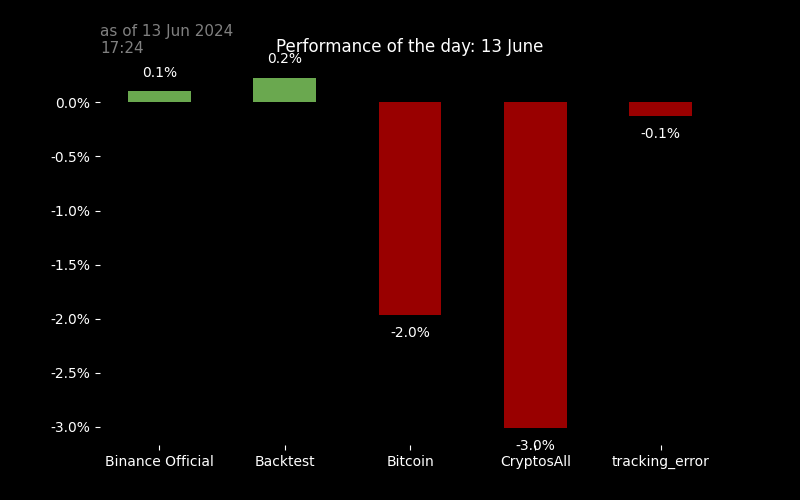 as of 13 Jun 2024
17:24
Performance of the day: 13 June
0.1%
0.2%
-2.0%
-3.0%
-0.1%
0.0%
-0.5%
-1.0%
-1.5%
-2.0%
-2.5%
-3.0%
Binance Official
Backtest
Bitcoin
CryptosAll
tracking_error